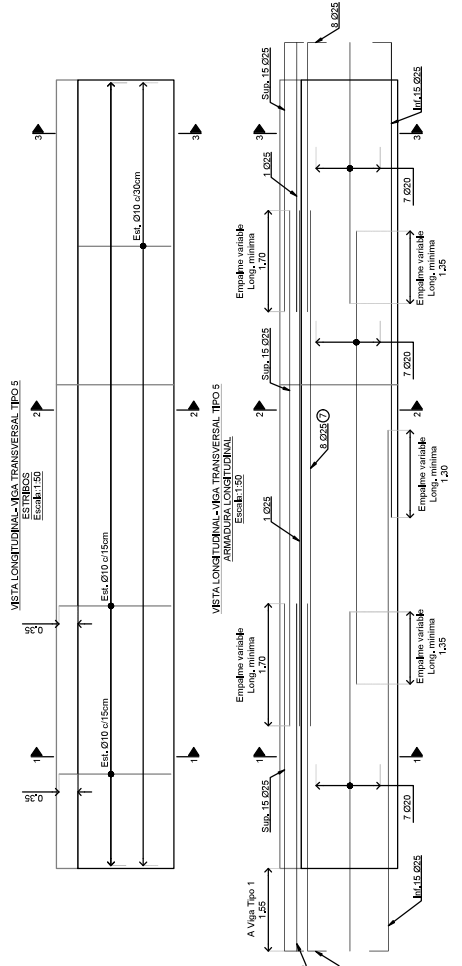 VISTA LONGITUDINAL-VIGA TRANSVERSAL TIPO 5
ESTRIBOS
Escala:1:50
0.35
0.35
Est. Ø10 c/15cm
Est. Ø10 c/15cm
Est. Ø10 c/30cm
1
1
2
2
3
3
VISTA LONGITUDINAL-VIGA TRANSVERSAL TIPO 5
ARMADURA LONGITUDINAL
Escala:1:50
A Viga Tipo 1
1.55
Sup. 15 Ø25
Empalme variable
Long. minima
1.70
1 Ø25
8 Ø25 7
Sup. 15 Ø25
Empalme variable
Long. minima
1.70
1 Ø25
Sup. 15 Ø25
8 Ø25
1
1
2
2
3
3
Inf.15 Ø25
7 Ø20
Empalme variable
Long. minima
1.35
Empalme variable
Long. minima
1.30
7 Ø20
Empalme variable
Long. minima
1.35
7 Ø20
Inf.15 Ø25